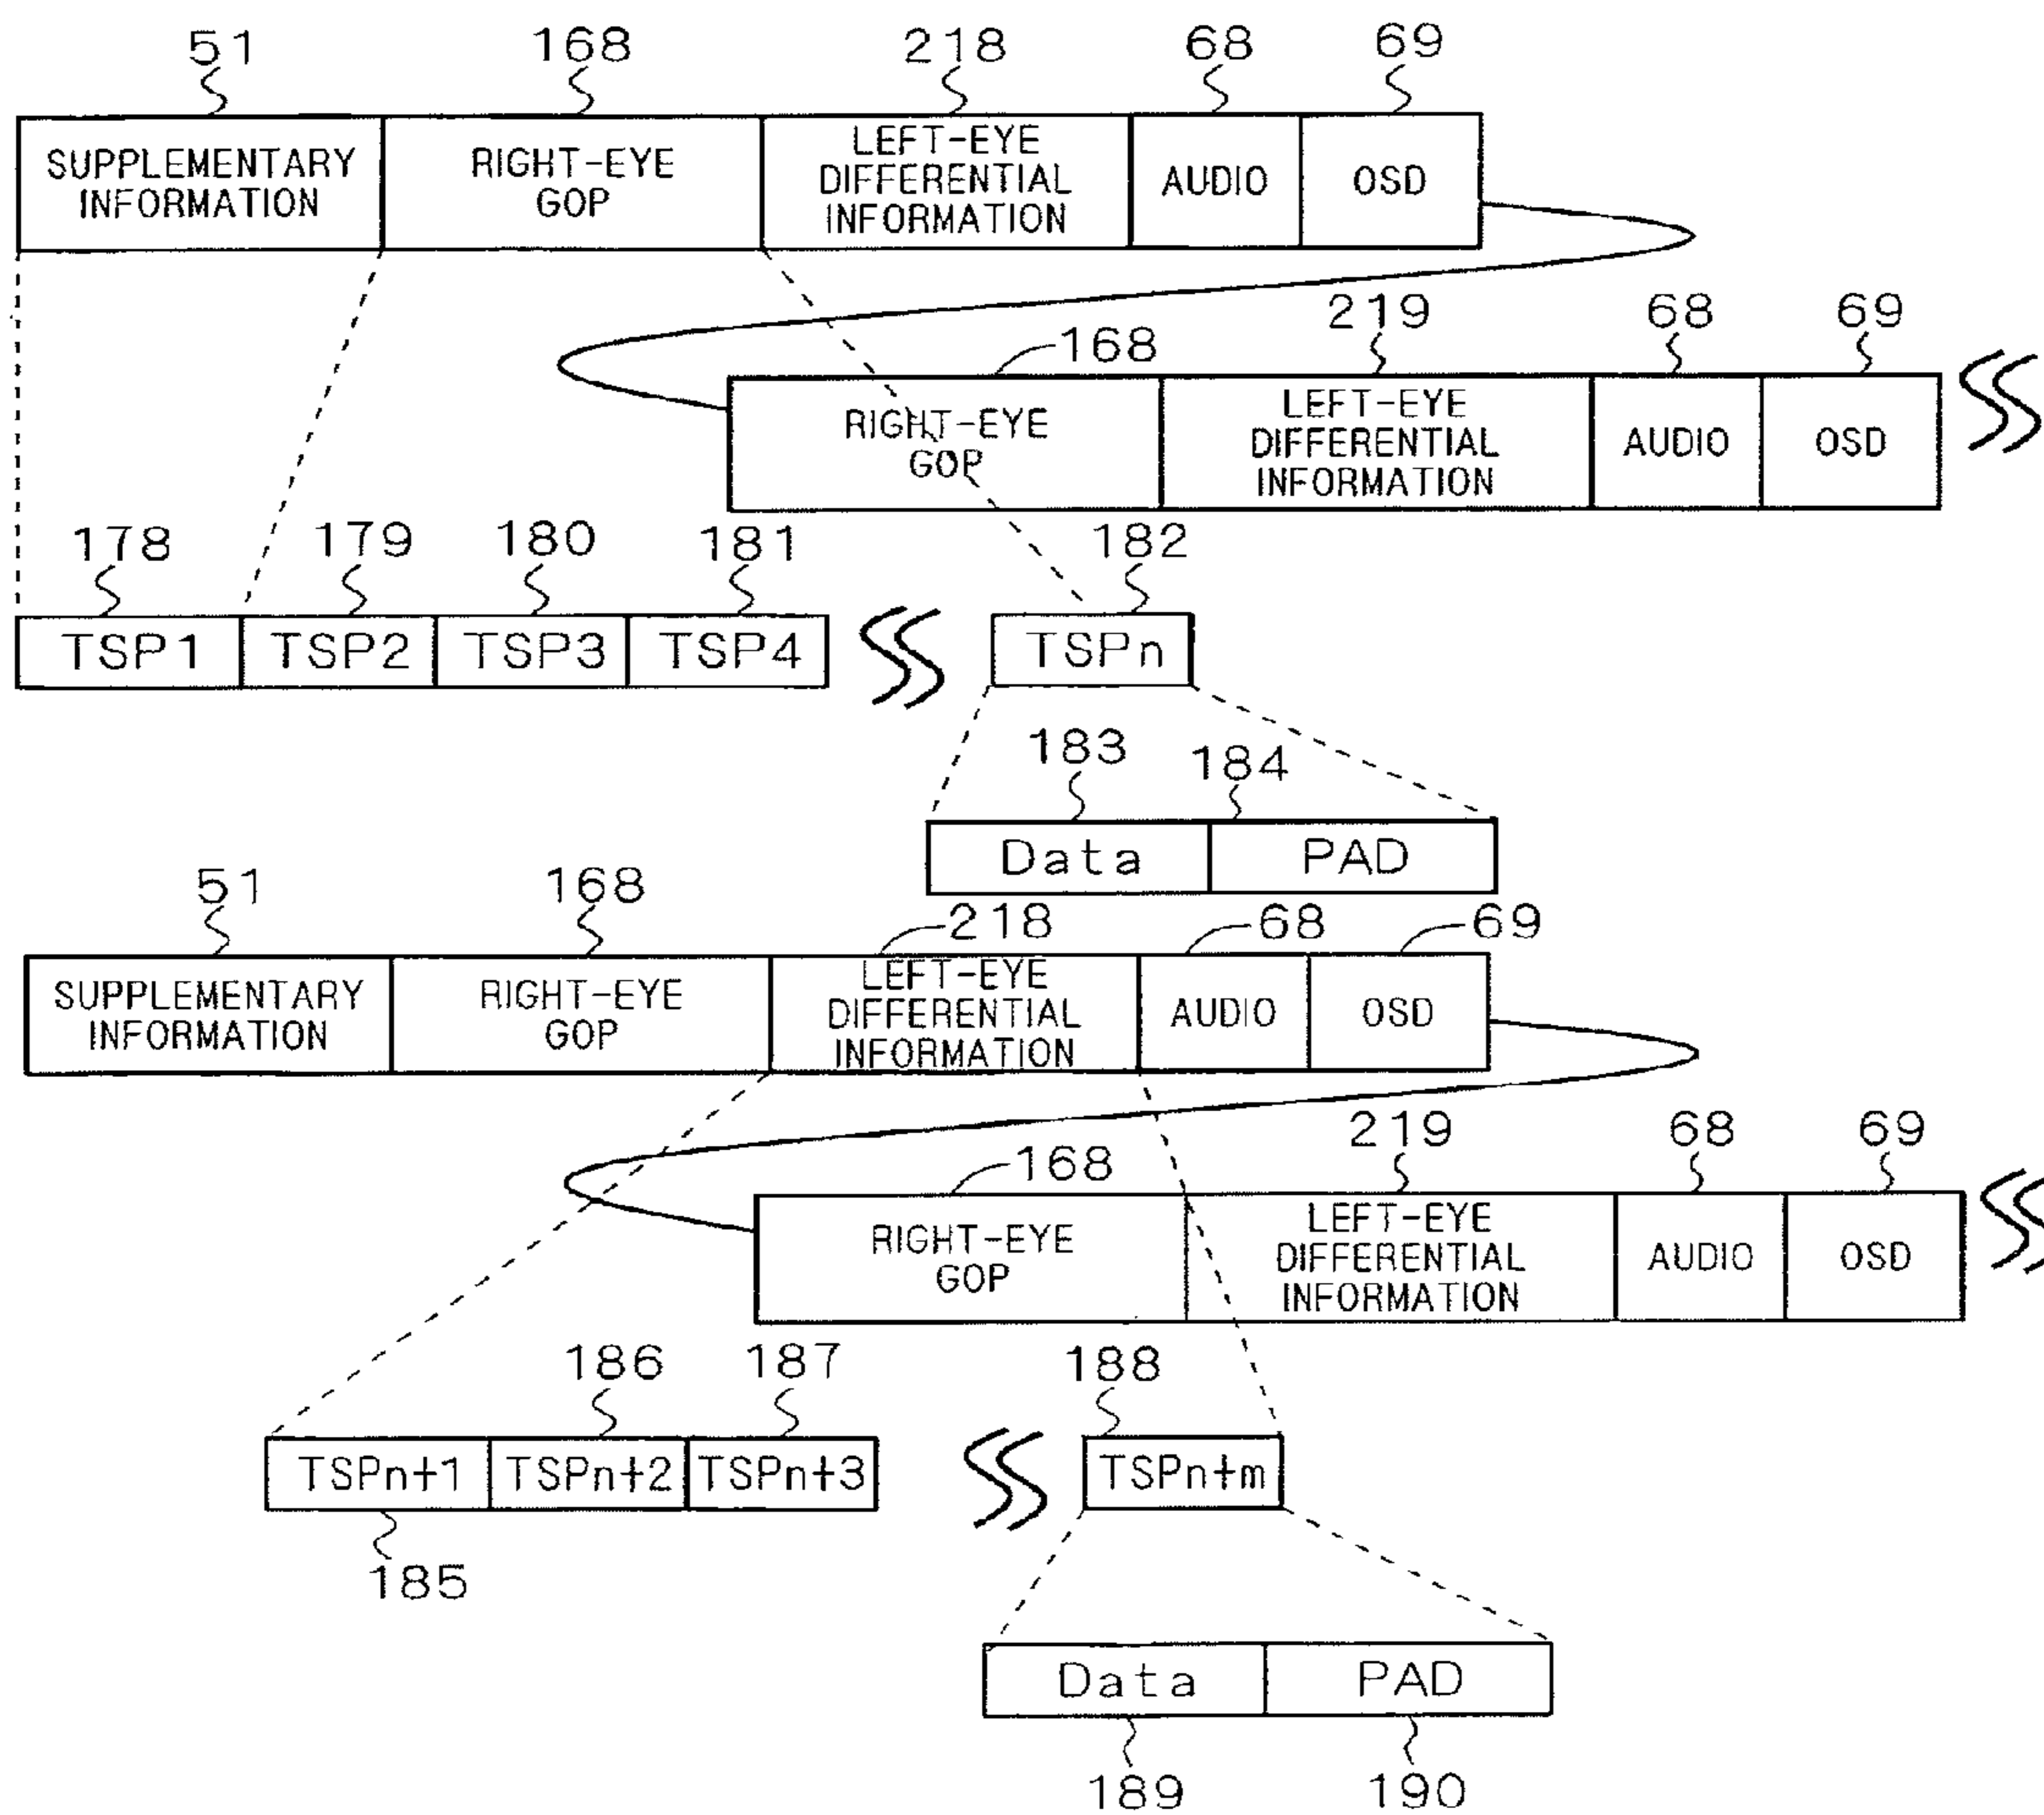 51 168 218 68 69
SUPPLEMENTARY INFORMATION RIGHT-EYE GOP LEFT-EYE DIFFERENTIAL INFORMATION AUDIO OSD
168 219 68 69
RIGHT-EYE GOP LEFT-EYE DIFFERENTIAL INFORMATION AUDIO OSD
178 179 180 181 182
TSP1 TSP2 TSP3 TSP4 TSPn
183 184
Data PAD
51 168 218 68 69
SUPPLEMENTARY INFORMATION RIGHT-EYE GOP LEFT-EYE DIFFERENTIAL INFORMATION AUDIO OSD
168 219 68 69
RIGHT-EYE GOP LEFT-EYE DIFFERENTIAL INFORMATION AUDIO OSD
186 187 188
TSPn+1 TSPn+2 TSPn+3 TSPn+m
185
Data PAD
189 190